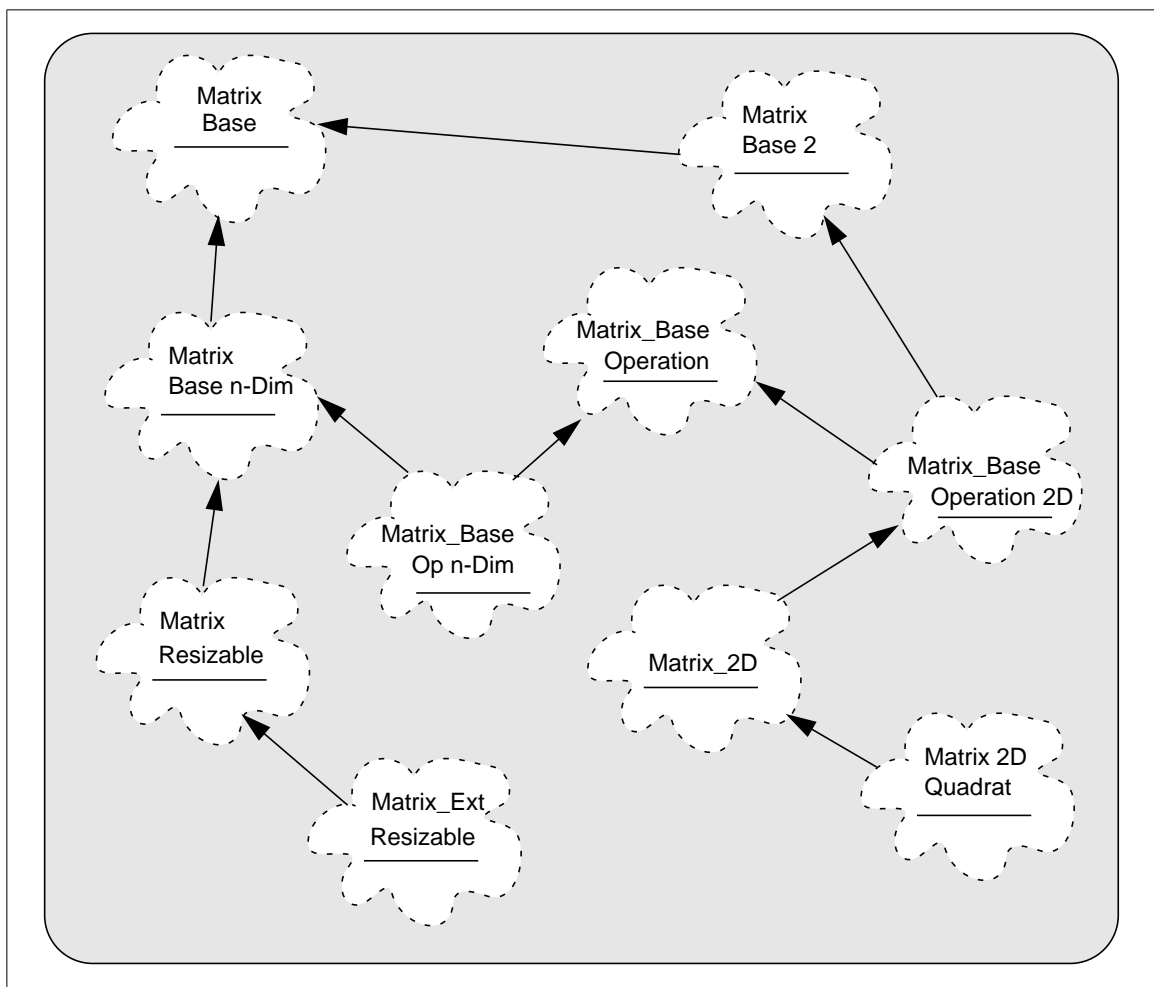 Matrix
Base
Matrix
Base 2
Matrix_Base
Operation
Matrix
Base n-Dim
Matrix_Base
Operation 2D
Matrix_Base
Op n-Dim
Matrix
Resizable
Matrix_2D
Matrix 2D
Quadrat
Matrix_Ext
Resizable